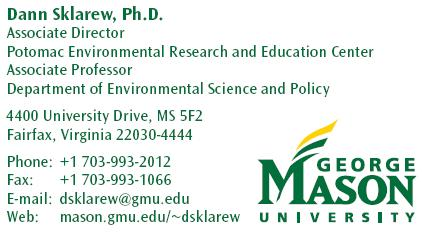 Dann Sklarew, Ph.D.
Associate Director
Potomac Environmental Research and Education Center
Associate Professor
Department of Environmental Science and Policy
4400 University Drive, MS 5F2
Fairfax, Virginia 22030-4444
Phone: +1 703-993-2012
Fax: +1 703-993-1066
E-mail: dsklarew@gmu.edu
Web: mason.gmu.edu/~dsklarew
GEORGE
MASON
UNIVERSITY